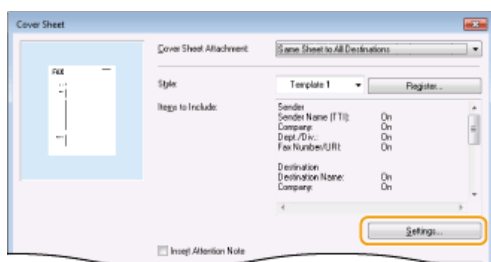 Cover Sheet
Cover Sheet Attachment: Same Sheet to All Destinations
FAX
Style: Template 1 Register...
Items to Include:
Sender
Sender Name (TTI): On
Company: On
Dept./Div.: On
Fax Number/URI: On
Destination
Destination Name: On
Company: On
Settings...
Insert Attention Note